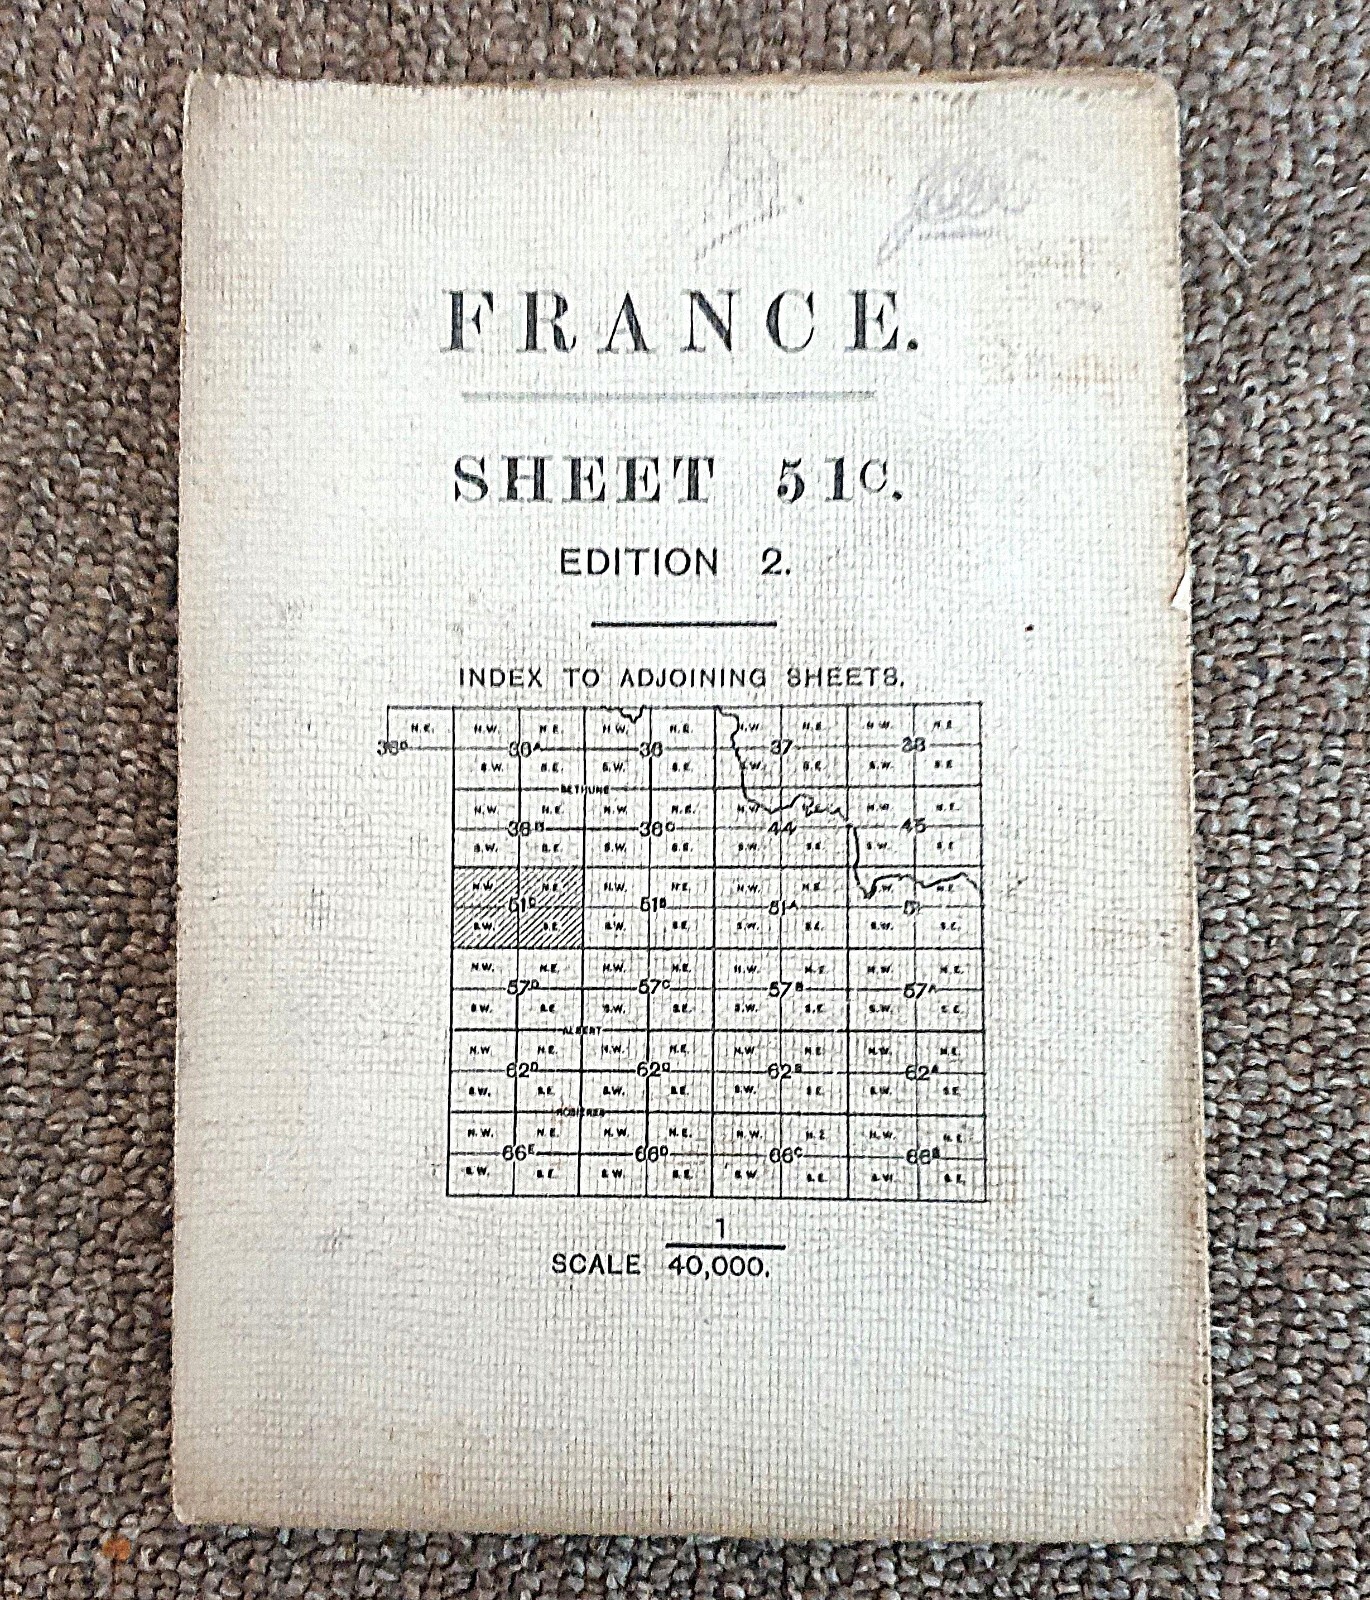 FRANCE.
SHEET 51C.
EDITION 2.
INDEX TO ADJOINING SHEETS.
N.E. N.W. N.E. N.W. N.E. N.W. N.E. N.W. N.E.
36D 36A 36 37 38
S.W. S.E. S.W. S.E. S.W. S.E. S.W. S.E.
BETHUNE
N.W. N.E. N.W. N.E. N.W. N.W. N.E.
36B 36C 44 45
S.W. S.E. S.W. S.E. S.W. S.E. S.W. S.E.
N.W. N.E. N.W. N.E. N.W. N.E. N.W. N.E.
51C 51B 51A 51
S.W. S.E. S.W. S.E. S.W. S.E. S.W. S.E.
N.W. N.E. N.W. N.E. N.W. N.E. N.W. N.E.
57D 57C 57B 57A
S.W. S.E. S.W. S.E. S.W. S.E. S.W. S.E.
ALBERT
N.W. N.E. N.W. N.E. N.W. N.E. N.W. N.E.
62D 62C 62B 62A
S.W. S.E. S.W. S.E. S.W. S.E. S.W. S.E.
ROSIERES
N.W. N.E. N.W. N.E. N.W. N.E. N.W. N.E.
66E 66D 66C 66B
S.W. S.E. S.W. S.E. S.W. S.E. S.W. S.E.
SCALE 1
40,000.